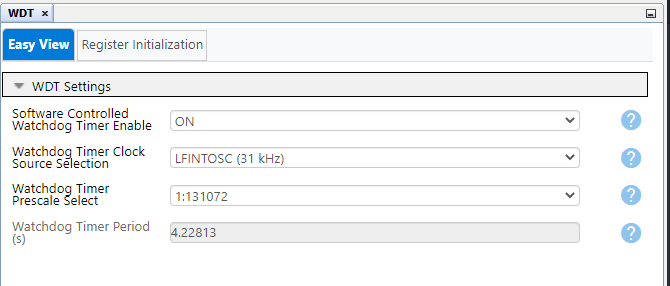 WDT ×
Easy View Register Initialization
WDT Settings
Software Controlled
Watchdog Timer Enable
ON
?
Watchdog Timer Clock
Source Selection
LFINTOSC (31 kHz)
?
Watchdog Timer
Prescale Select
1:131072
?
Watchdog Timer Period
(s)
4.22813
?